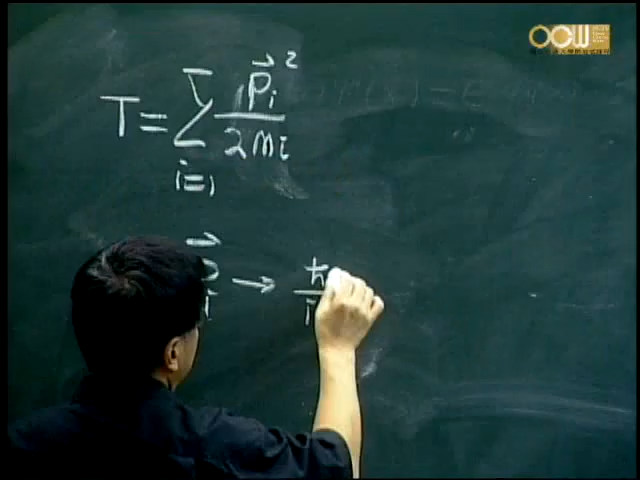 OCW
T = Σ p⃗i² / 2mi
i=1
→ ħ / i